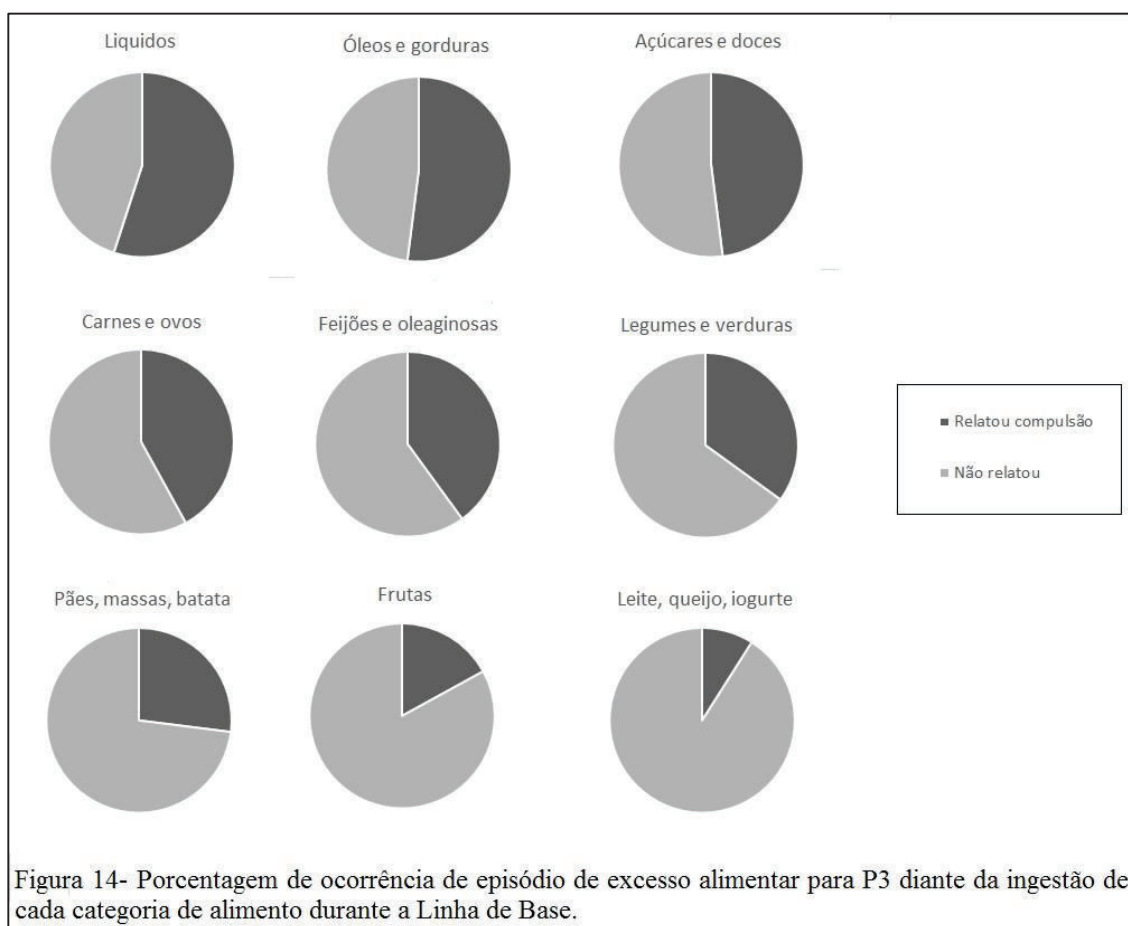 Liquidos
Óleos e gorduras
Açúcares e doces
Carnes e ovos
Feijões e oleaginosas
Legumes e verduras
Relatou compulsão
Não relatou
Pães, massas, batata
Frutas
Leite, queijo, iogurte
Figura 14- Porcentagem de ocorrência de episódio de excesso alimentar para P3 diante da ingestão de
cada categoria de alimento durante a Linha de Base.